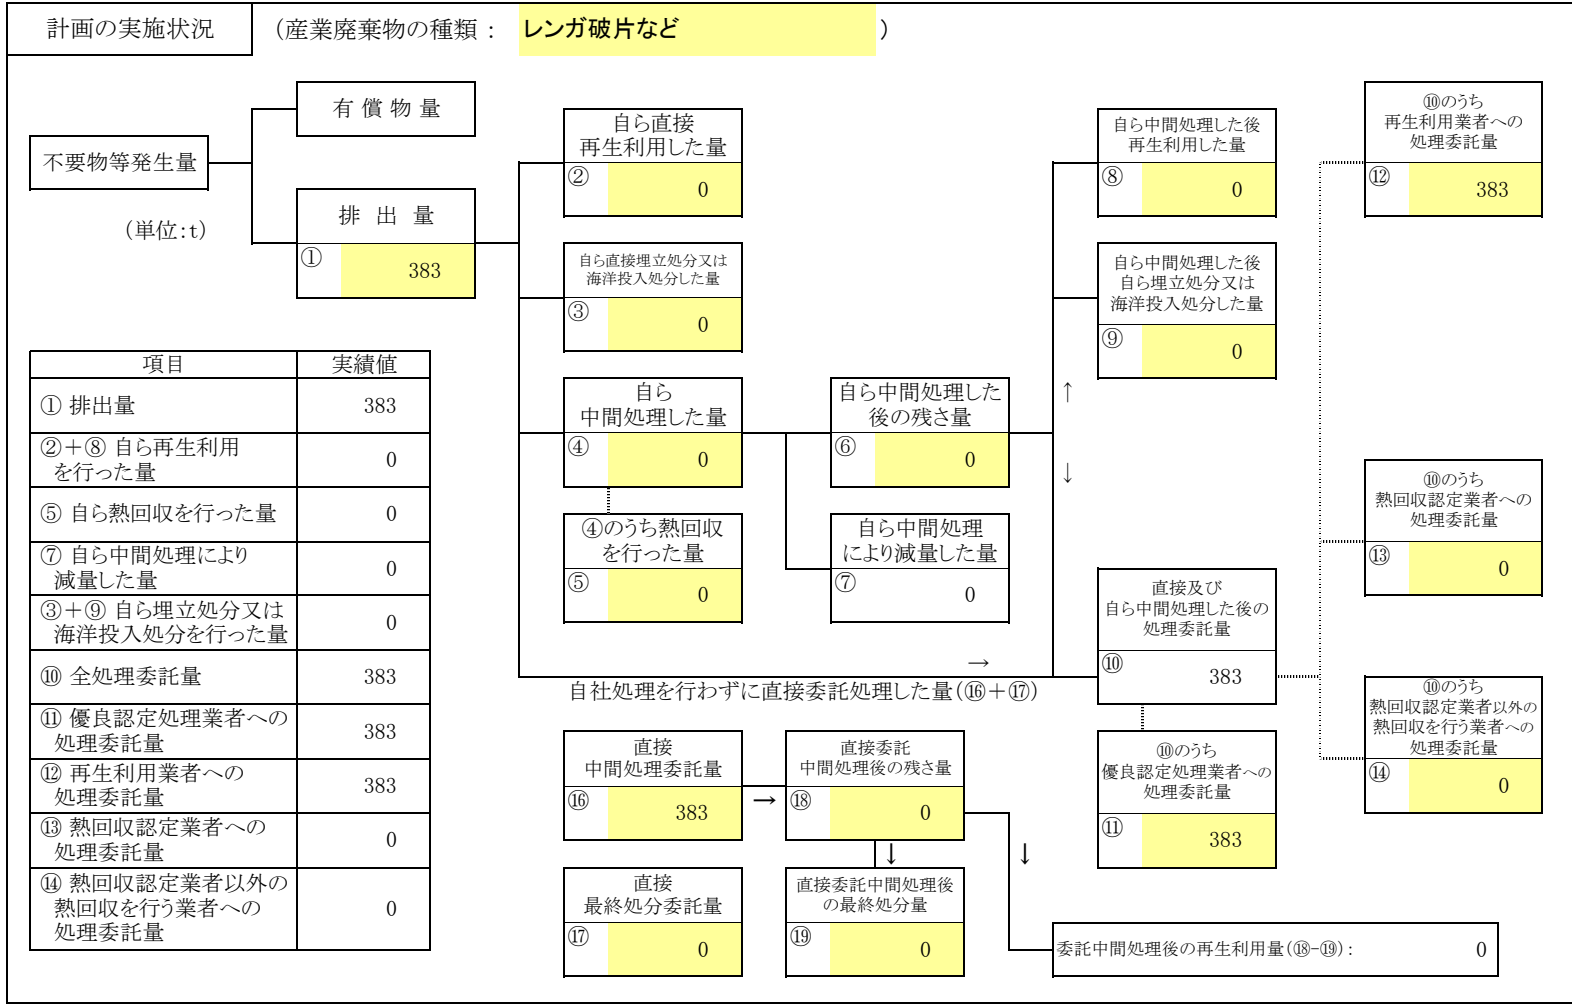 計画の実施状況
（産業廃棄物の種類：
レンガ破片など
）
不要物等発生量
（単位:t）
有 償 物 量
排 出 量
①
383
自ら直接
再生利用した量
②
0
自ら直接埋立処分又は
海洋投入処分した量
③
0
自ら
中間処理した量
④
0
④のうち熱回収
を行った量
⑤
0
自ら中間処理した
後の残さ量
⑥
0
自ら中間処理
により減量した量
⑦
0
自ら中間処理した後
再生利用した量
⑧
0
自ら中間処理した後
自ら埋立処分又は
海洋投入処分した量
⑨
0
↑
↓
直接及び
自ら中間処理した後の
処理委託量
⑩
383
→
自社処理を行わずに直接委託処理した量（⑯＋⑰）
⑩のうち
優良認定処理業者への
処理委託量
⑪
383
⑩のうち
再生利用業者への
処理委託量
⑫
383
⑩のうち
熱回収認定業者への
処理委託量
⑬
0
⑩のうち
熱回収認定業者以外の
熱回収を行う業者への
処理委託量
⑭
0
直接
中間処理委託量
⑯
383
→
直接委託
中間処理後の残さ量
⑱
0
↓
↓
直接
最終処分委託量
⑰
0
直接委託中間処理後
の最終処分量
⑲
0
委託中間処理後の再生利用量(⑱-⑲)：
0
項目
実績値
① 排出量
383
②＋⑧ 自ら再生利用
を行った量
0
⑤ 自ら熱回収を行った量
0
⑦ 自ら中間処理により
減量した量
0
③＋⑨ 自ら埋立処分又は
海洋投入処分を行った量
0
⑩ 全処理委託量
383
⑪ 優良認定処理業者への
処理委託量
383
⑫ 再生利用業者への
処理委託量
383
⑬ 熱回収認定業者への
処理委託量
0
⑭ 熱回収認定業者以外の
熱回収を行う業者への
処理委託量
0